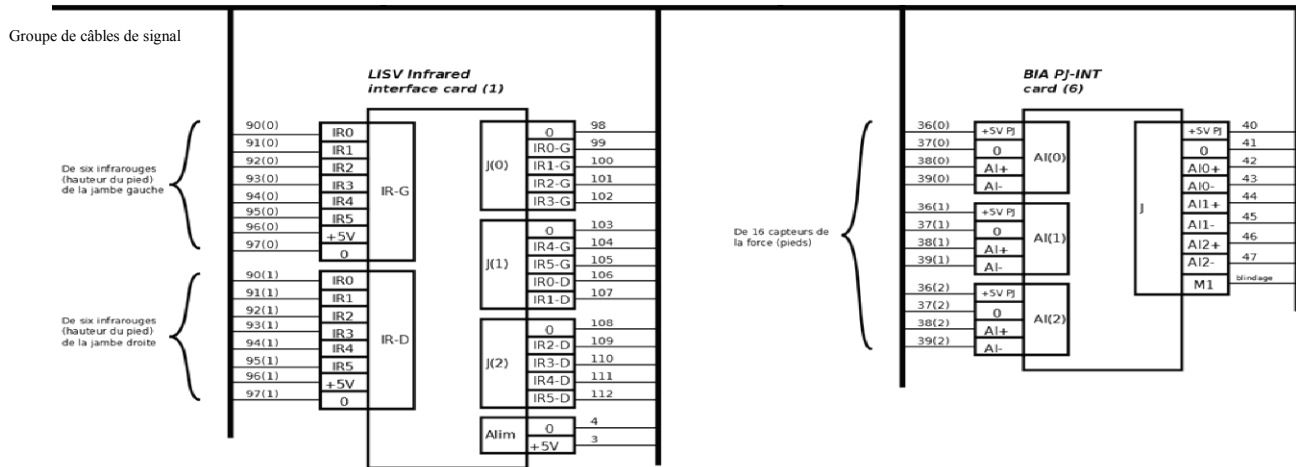 Groupe de câbles de signal
LISV Infrared
interface card (1)
De six infrarouges
(hauteur du pied)
de la jambe gauche
90(0)
91(0)
92(0)
93(0)
94(0)
95(0)
96(0)
97(0)
IR0
IR1
IR2
IR3
IR4
IR5
+5V
0
IR-G
De six infrarouges
(hauteur du pied)
de la jambe droite
90(1)
91(1)
92(1)
93(1)
94(1)
95(1)
96(1)
97(1)
IR0
IR1
IR2
IR3
IR4
IR5
+5V
0
IR-D
J(0)
0
IR0-G
IR1-G
IR2-G
IR3-G
98
99
100
101
102
J(1)
0
IR4-G
IR5-G
IR0-D
IR1-D
103
104
105
106
107
J(2)
0
IR2-D
IR3-D
IR4-D
IR5-D
108
109
110
111
112
Alim
0
+5V
4
3
BIA PJ-INT
card (6)
De 16 capteurs de
la force (pieds)
36(0)
37(0)
38(0)
39(0)
+5V PJ
0
AI+
AI-
AI(0)
36(1)
37(1)
38(1)
39(1)
+5V PJ
0
AI+
AI-
AI(1)
36(2)
37(2)
38(2)
39(2)
+5V PJ
0
AI+
AI-
AI(2)
J
+5V PJ
0
AI0+
AI0-
AI1+
AI1-
AI2+
AI2-
M1
40
41
42
43
44
45
46
47
blindage